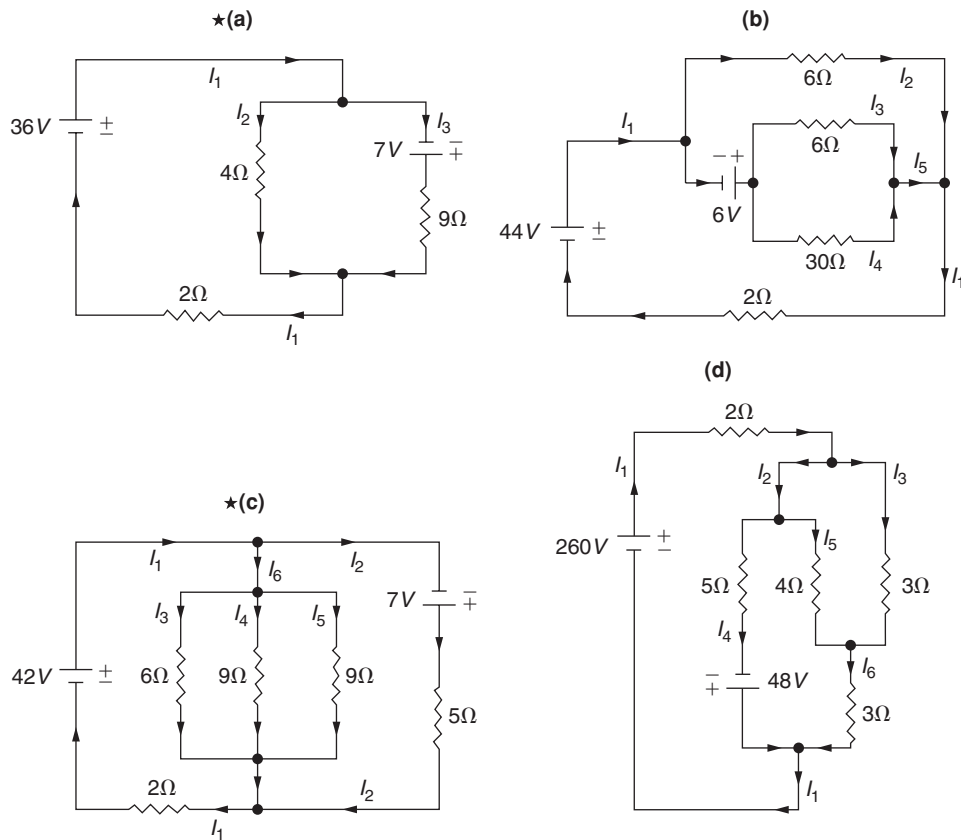 ★(a)
I₁
I₂
I₃
36V
+
−
7V
−
+
4Ω
9Ω
2Ω
I₁
(b)
6Ω
I₂
I₁
I₃
6Ω
− +
I₅
6V
44V
+
−
30Ω
I₄
I₁
2Ω
★(c)
I₁
I₂
I₆
7V
−
+
I₃
I₄
I₅
42V
+
−
6Ω
9Ω
9Ω
5Ω
2Ω
I₁
I₂
(d)
2Ω
I₁
I₂
I₃
260V
+
−
I₅
5Ω
4Ω
3Ω
I₄
I₆
−
+
48V
3Ω
I₁